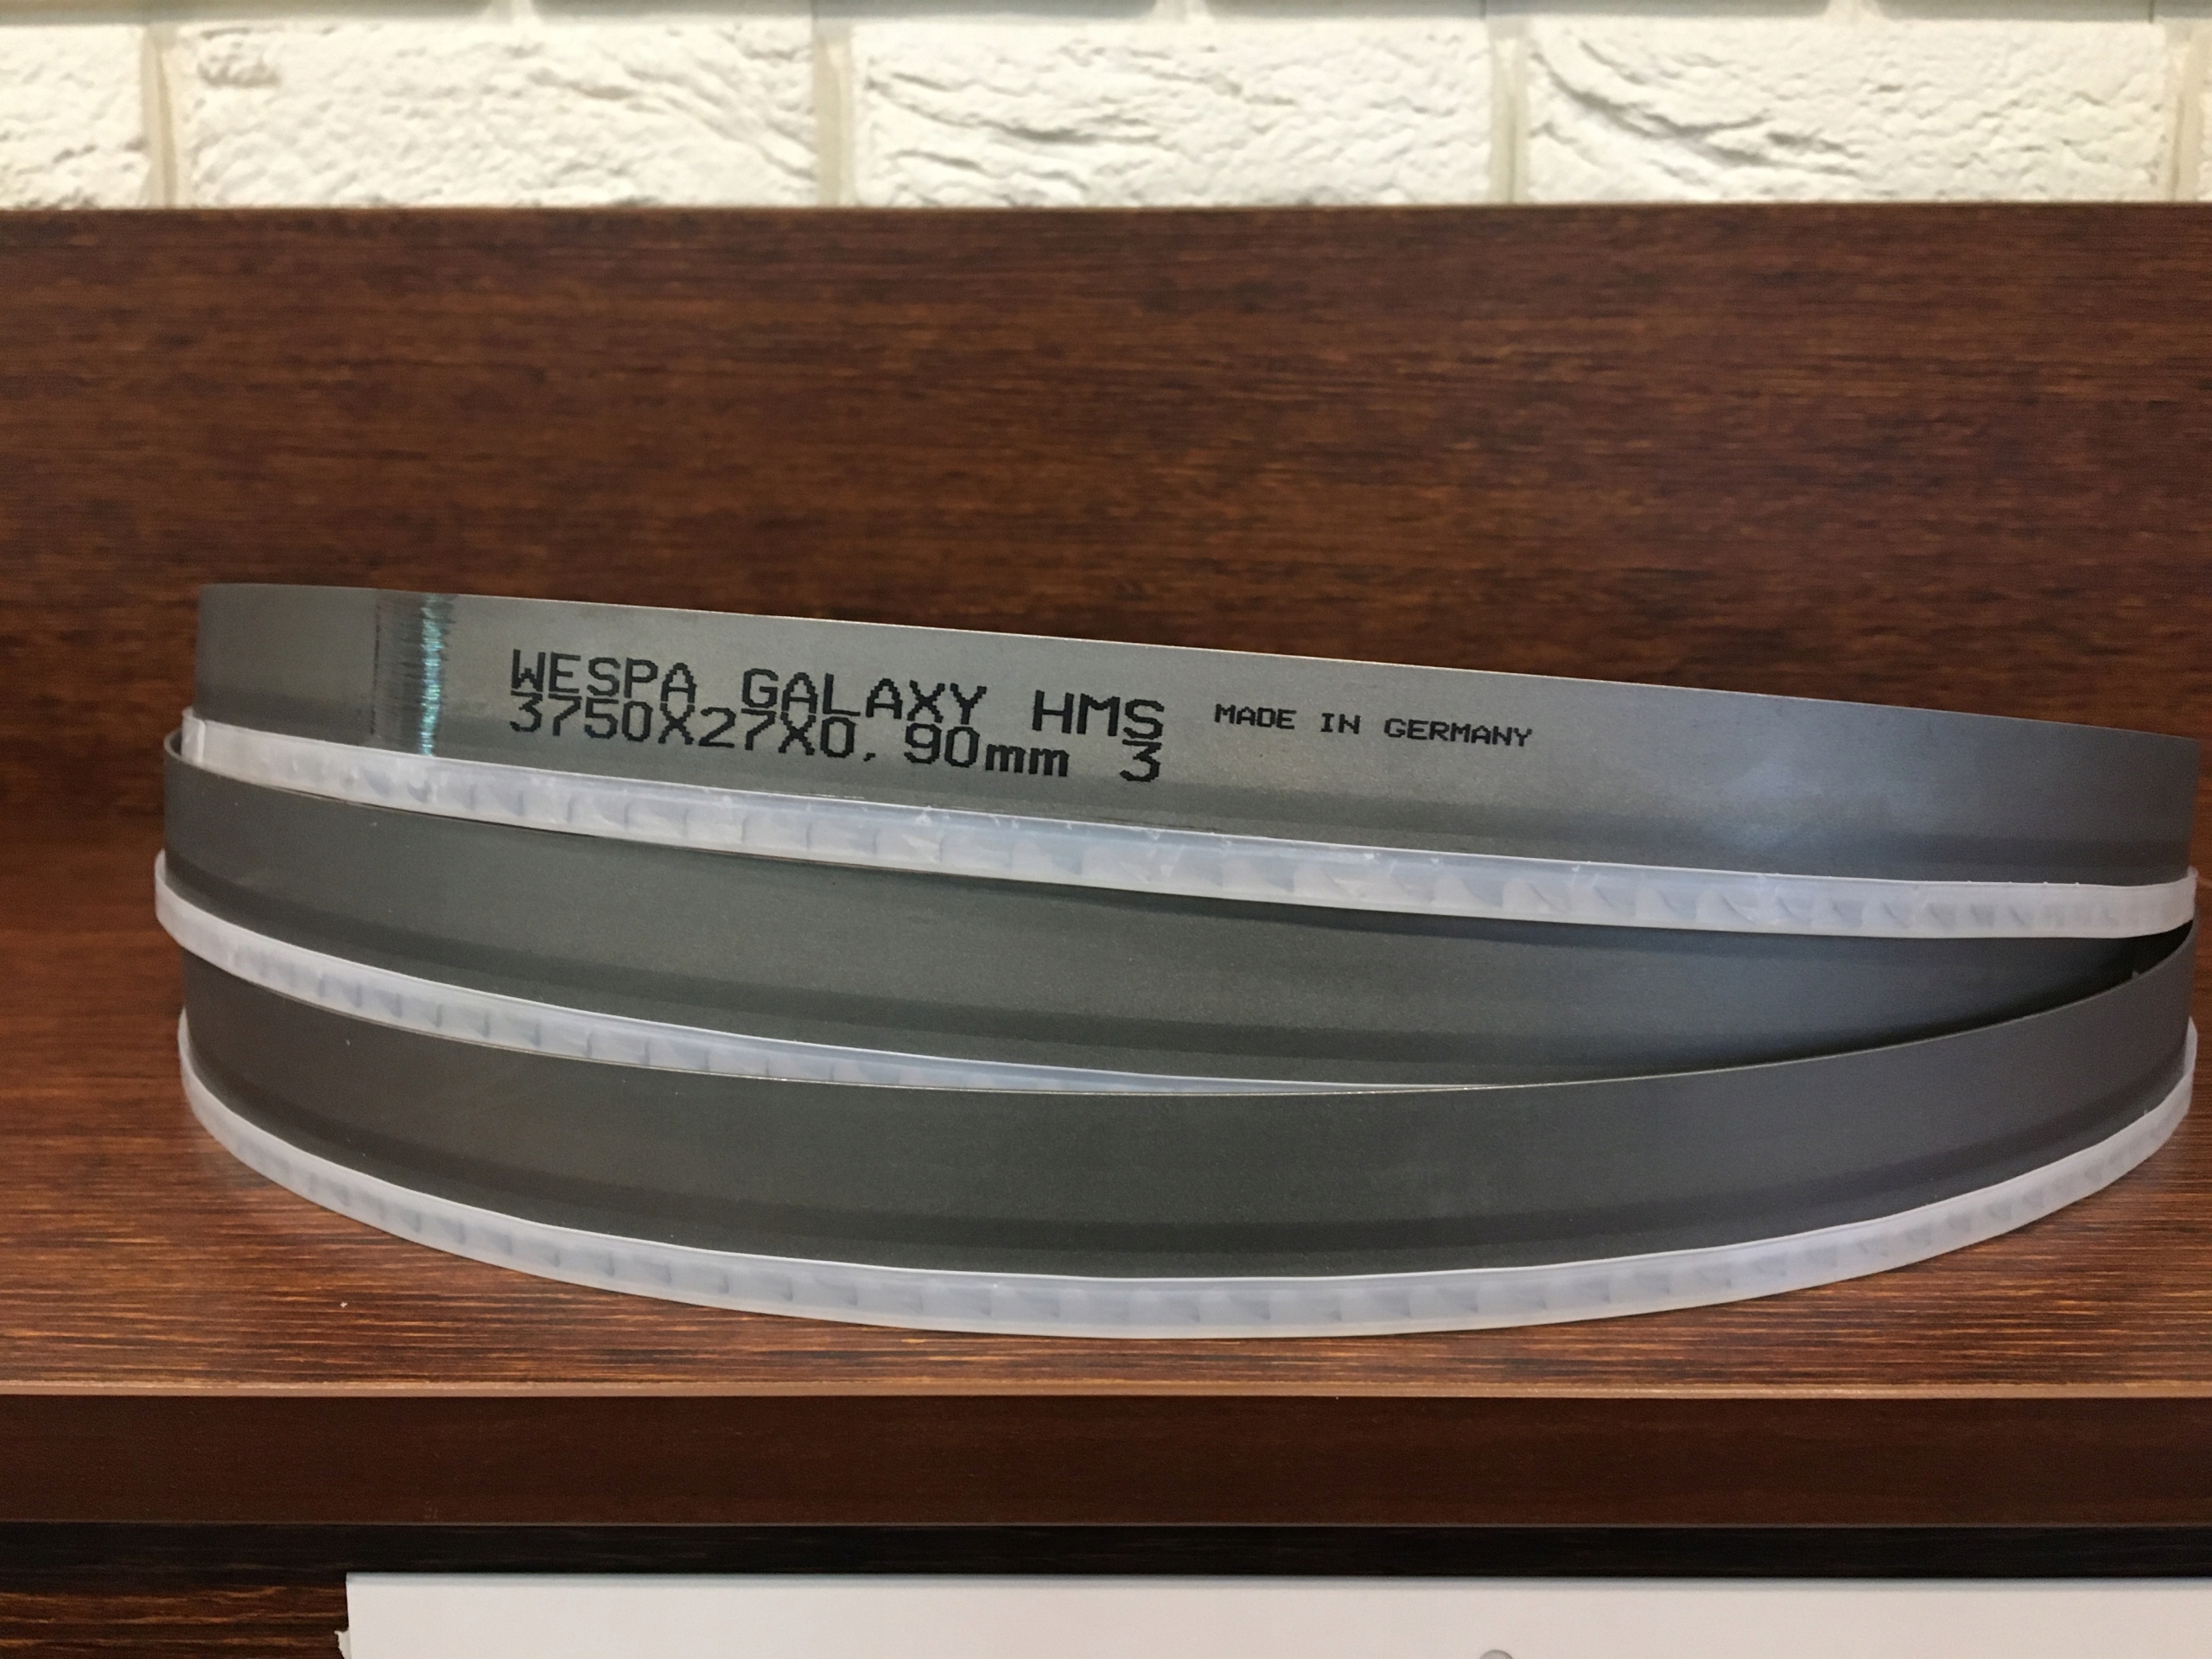 WESPA GALAXY HMS
3750X27X0,90mm 3
MADE IN GERMANY